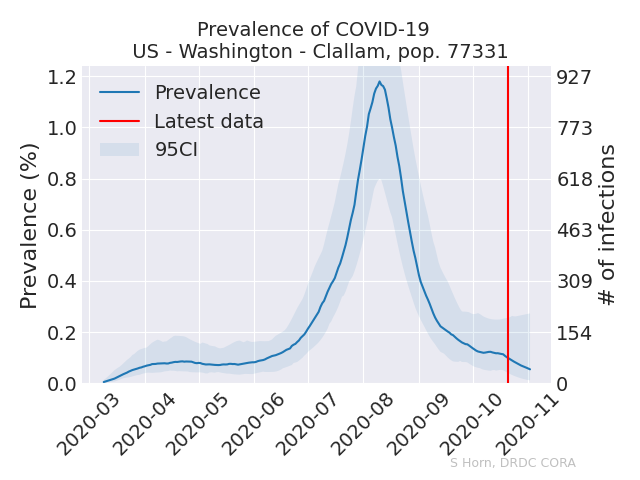 Prevalence of COVID-19
US - Washington - Clallam, pop. 77331
Prevalence (%)
1.2
1.0
0.8
0.6
0.4
0.2
0.0
Prevalence
Latest data
95CI
927
773
618
463
309
154
0
# of infections
2020-03
2020-04
2020-05
2020-06
2020-07
2020-08
2020-09
2020-10
2020-11
S Horn, DRDC CORA